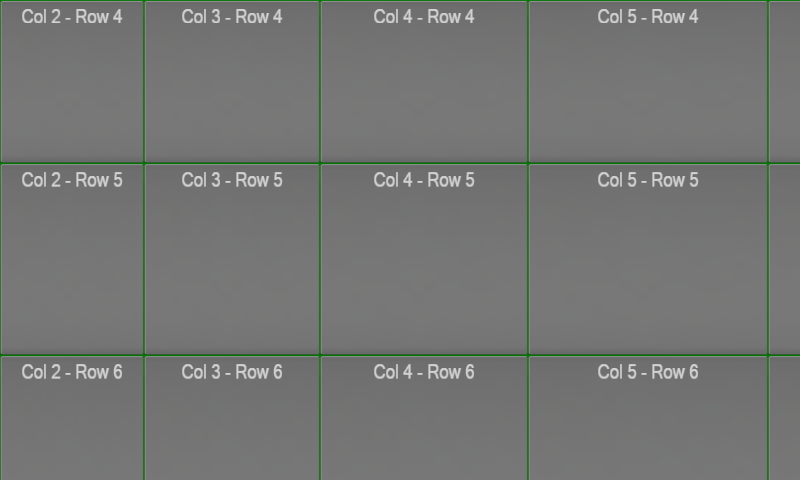 Col 2 - Row 4
Col 3 - Row 4
Col 4 - Row 4
Col 5 - Row 4
Col 2 - Row 5
Col 3 - Row 5
Col 4 - Row 5
Col 5 - Row 5
Col 2 - Row 6
Col 3 - Row 6
Col 4 - Row 6
Col 5 - Row 6